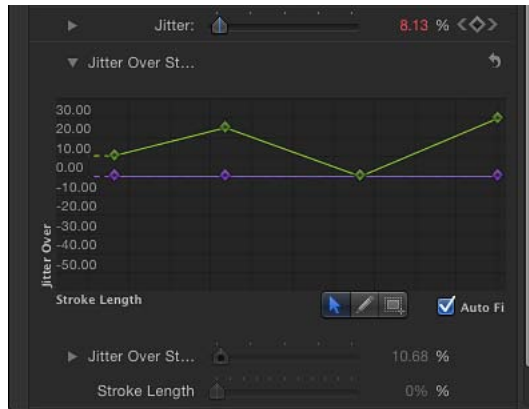 Jitter: 8.13 %
Jitter Over St...
30.00
20.00
10.00
0.00
-10.00
-20.00
-30.00
-40.00
-50.00
Jitter Over
Stroke Length
Auto Fi
Jitter Over St... 10.68 %
Stroke Length 0% %